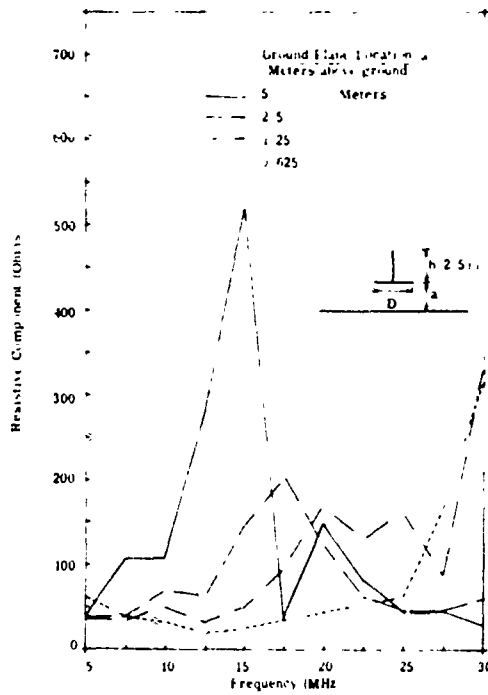 Ground Plane Location a
Meters above ground
5 Meters
2 5
1 25
625
700
600
500
400
300
200
100
0
Resistive Component (Ohms
h 2 5
D
a
5
10
15
20
25
30
Frequency (MHz